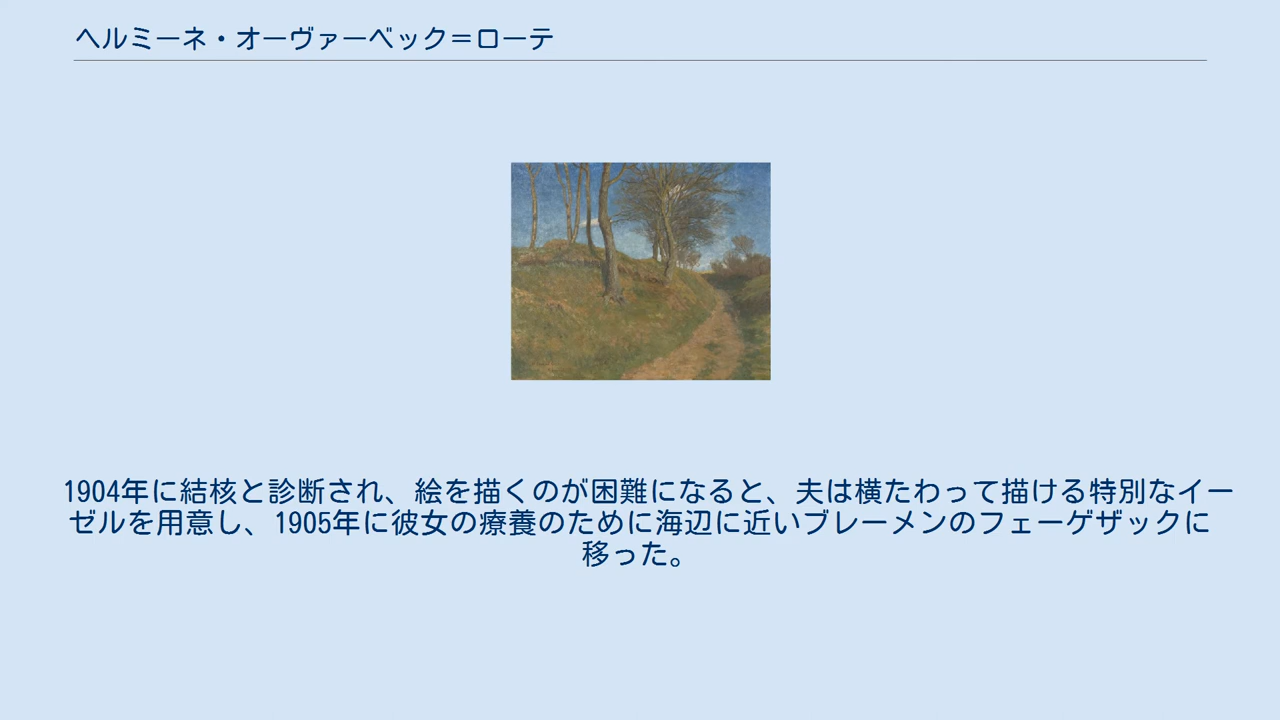 ヘルミーネ・オーヴァーベック＝ローテ
1904年に結核と診断され、絵を描くのが困難になると、夫は横たわって描ける特別なイー
ゼルを用意し、1905年に彼女の療養のために海辺に近いブレーメンのフェーゲザックに
移った。